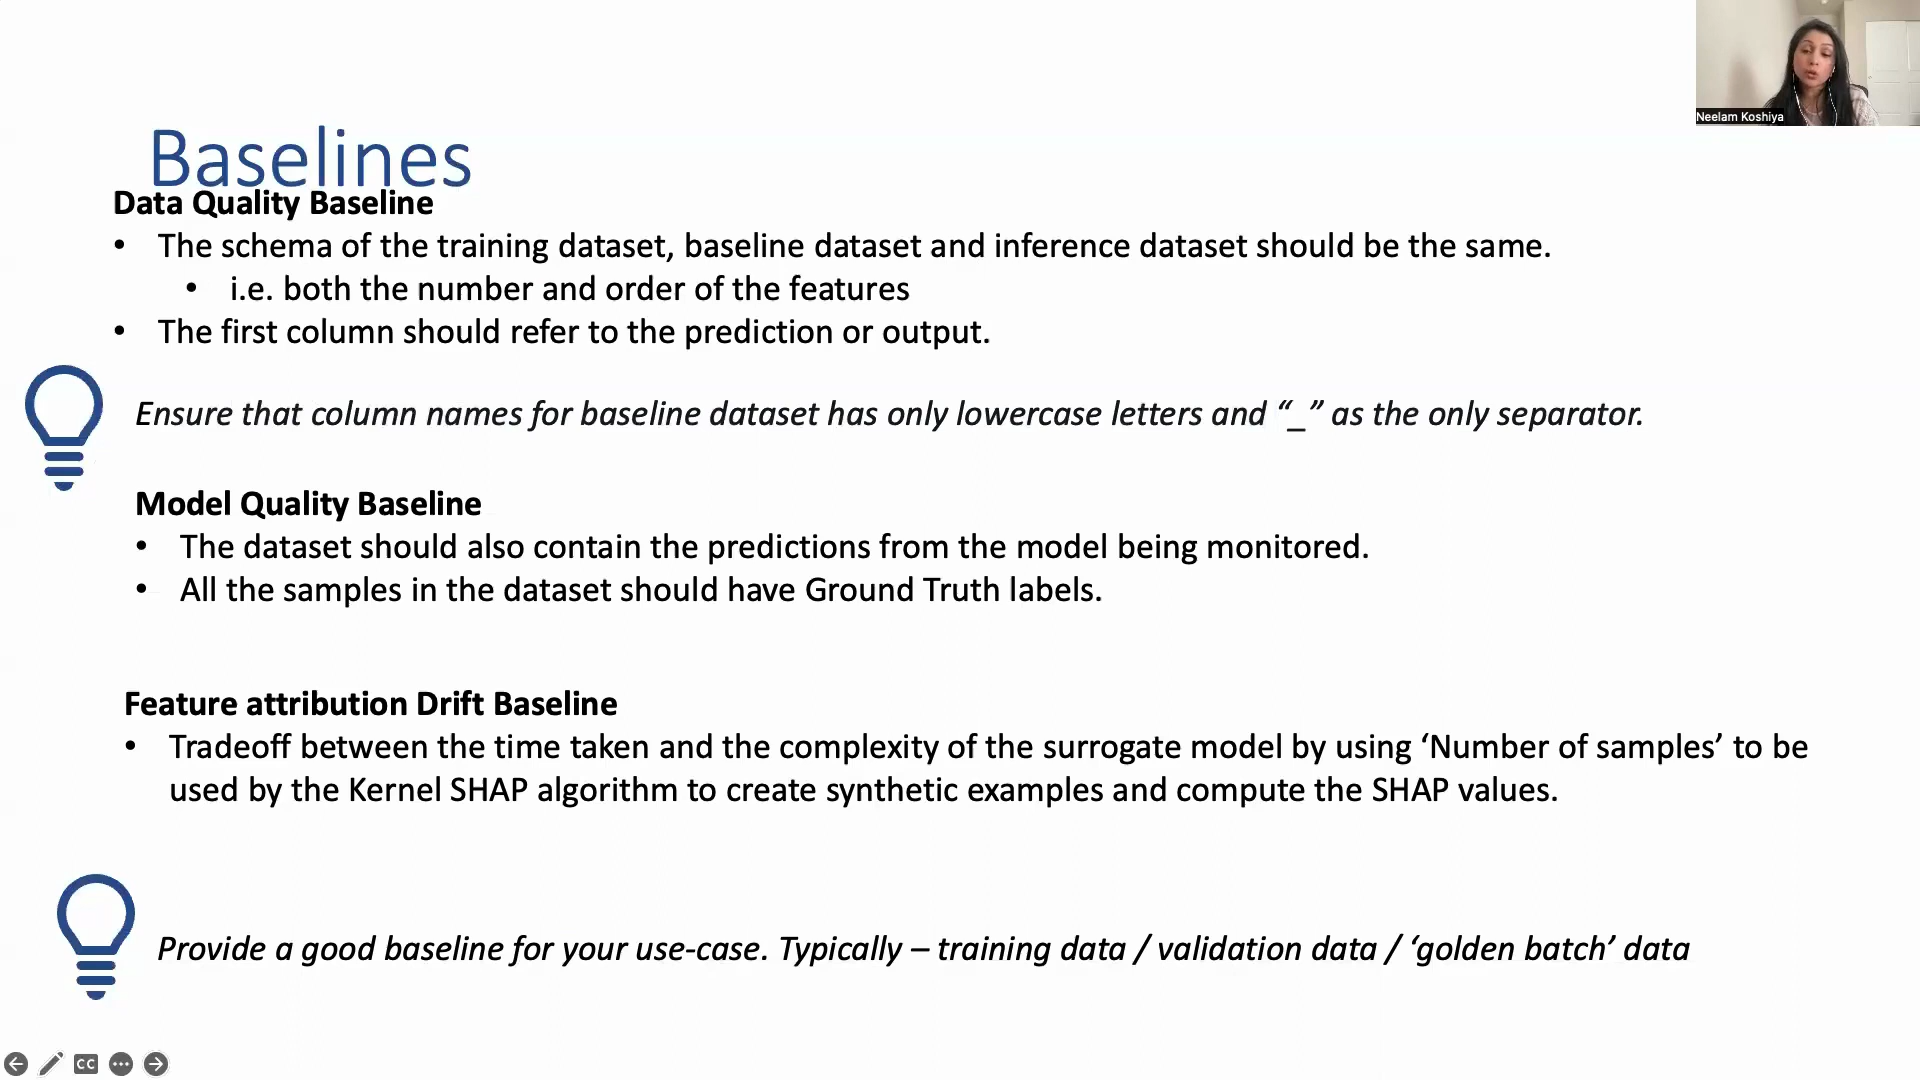 Neelam Koshiya
Baselines
Data Quality Baseline
• The schema of the training dataset, baseline dataset and inference dataset should be the same.
• i.e. both the number and order of the features
• The first column should refer to the prediction or output.
Ensure that column names for baseline dataset has only lowercase letters and “_” as the only separator.
Model Quality Baseline
• The dataset should also contain the predictions from the model being monitored.
• All the samples in the dataset should have Ground Truth labels.
Feature attribution Drift Baseline
• Tradeoff between the time taken and the complexity of the surrogate model by using ‘Number of samples’ to be
used by the Kernel SHAP algorithm to create synthetic examples and compute the SHAP values.
Provide a good baseline for your use-case. Typically – training data / validation data / ‘golden batch’ data
CC